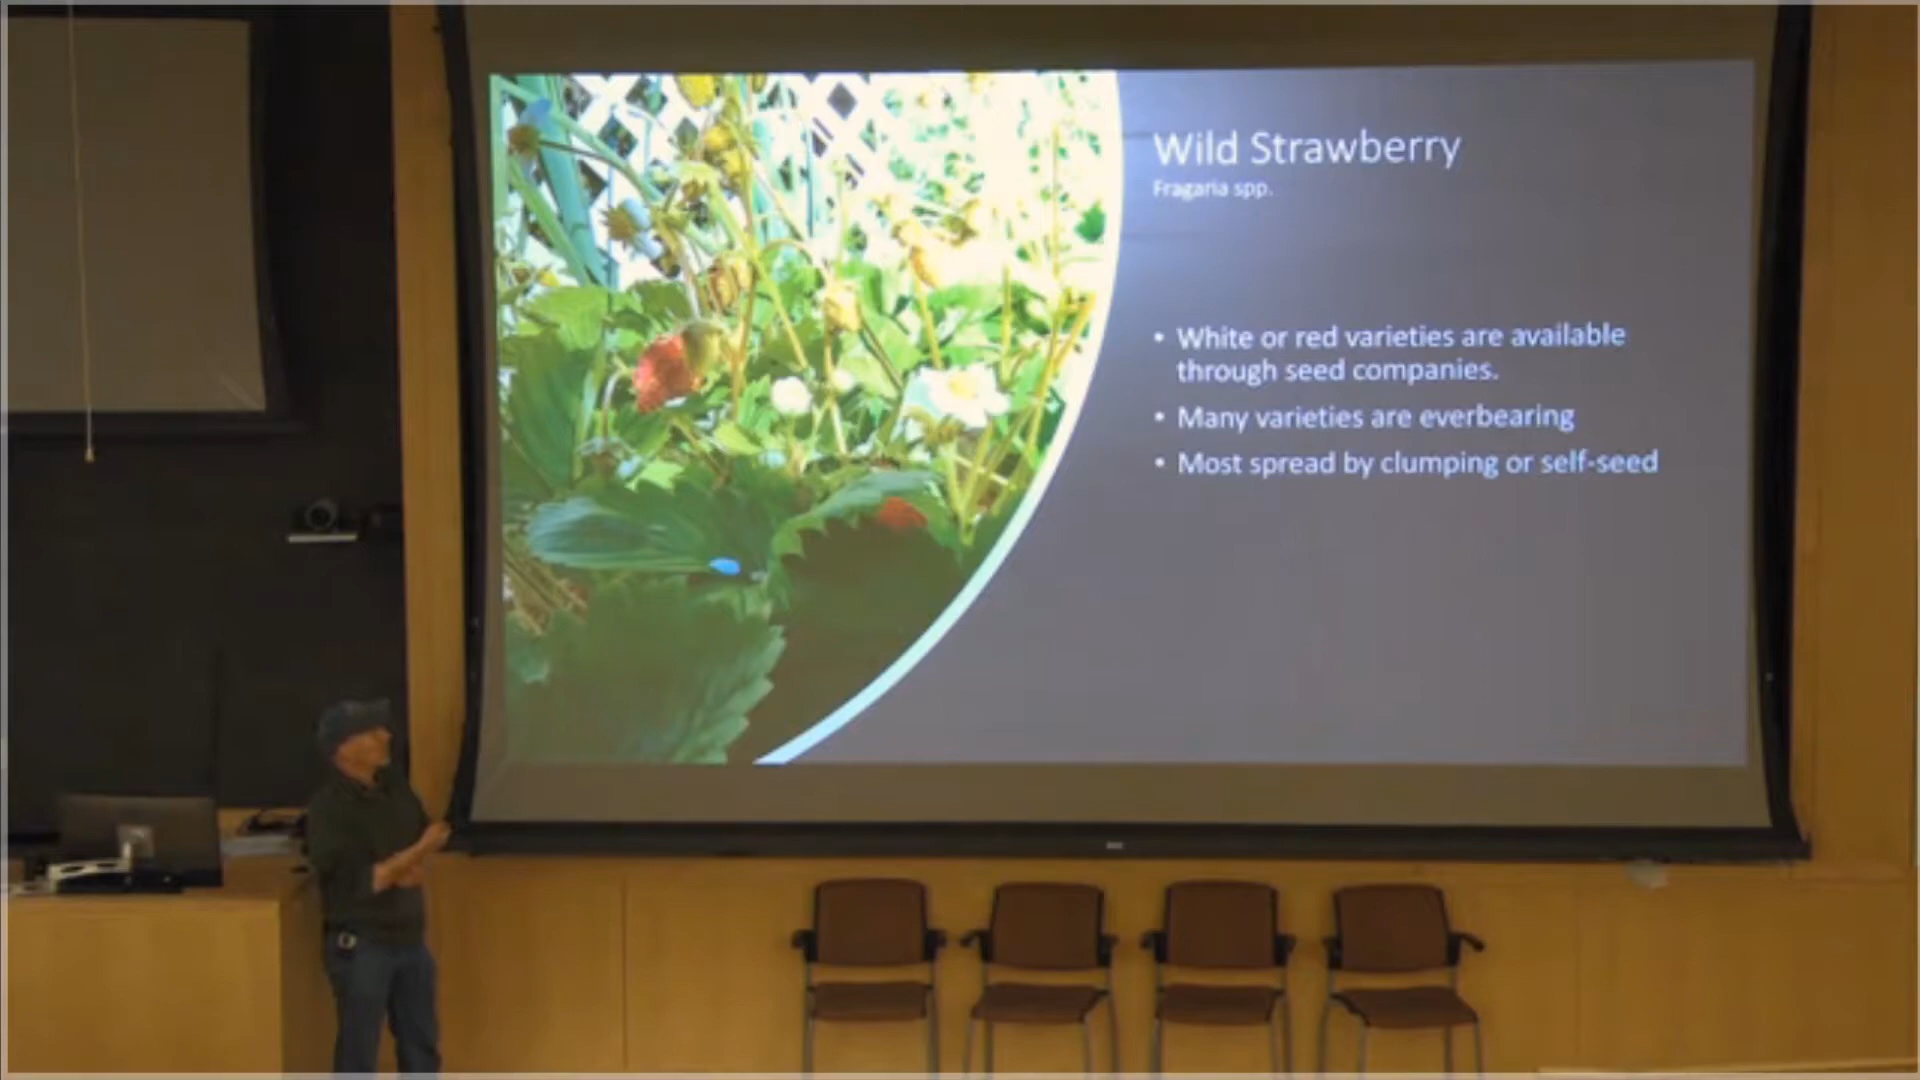 Wild Strawberry
Fragaria spp.
• White or red varieties are available
through seed companies.
• Many varieties are everbearing
• Most spread by clumping or self-seed